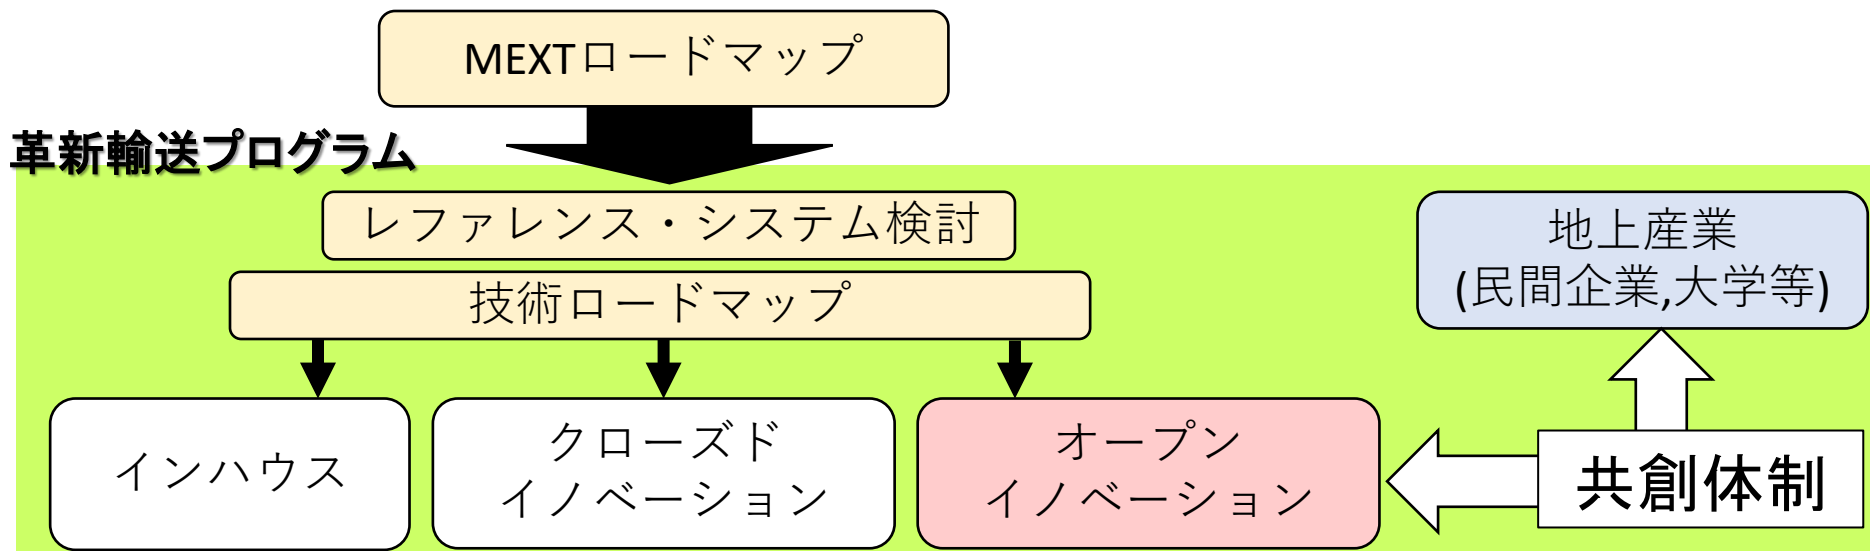 MEXTロードマップ
革新輸送プログラム
レファレンス・システム検討
技術ロードマップ
地上産業
(民間企業,大学等)
インハウス
クローズド
イノベーション
オープン
イノベーション
共創体制